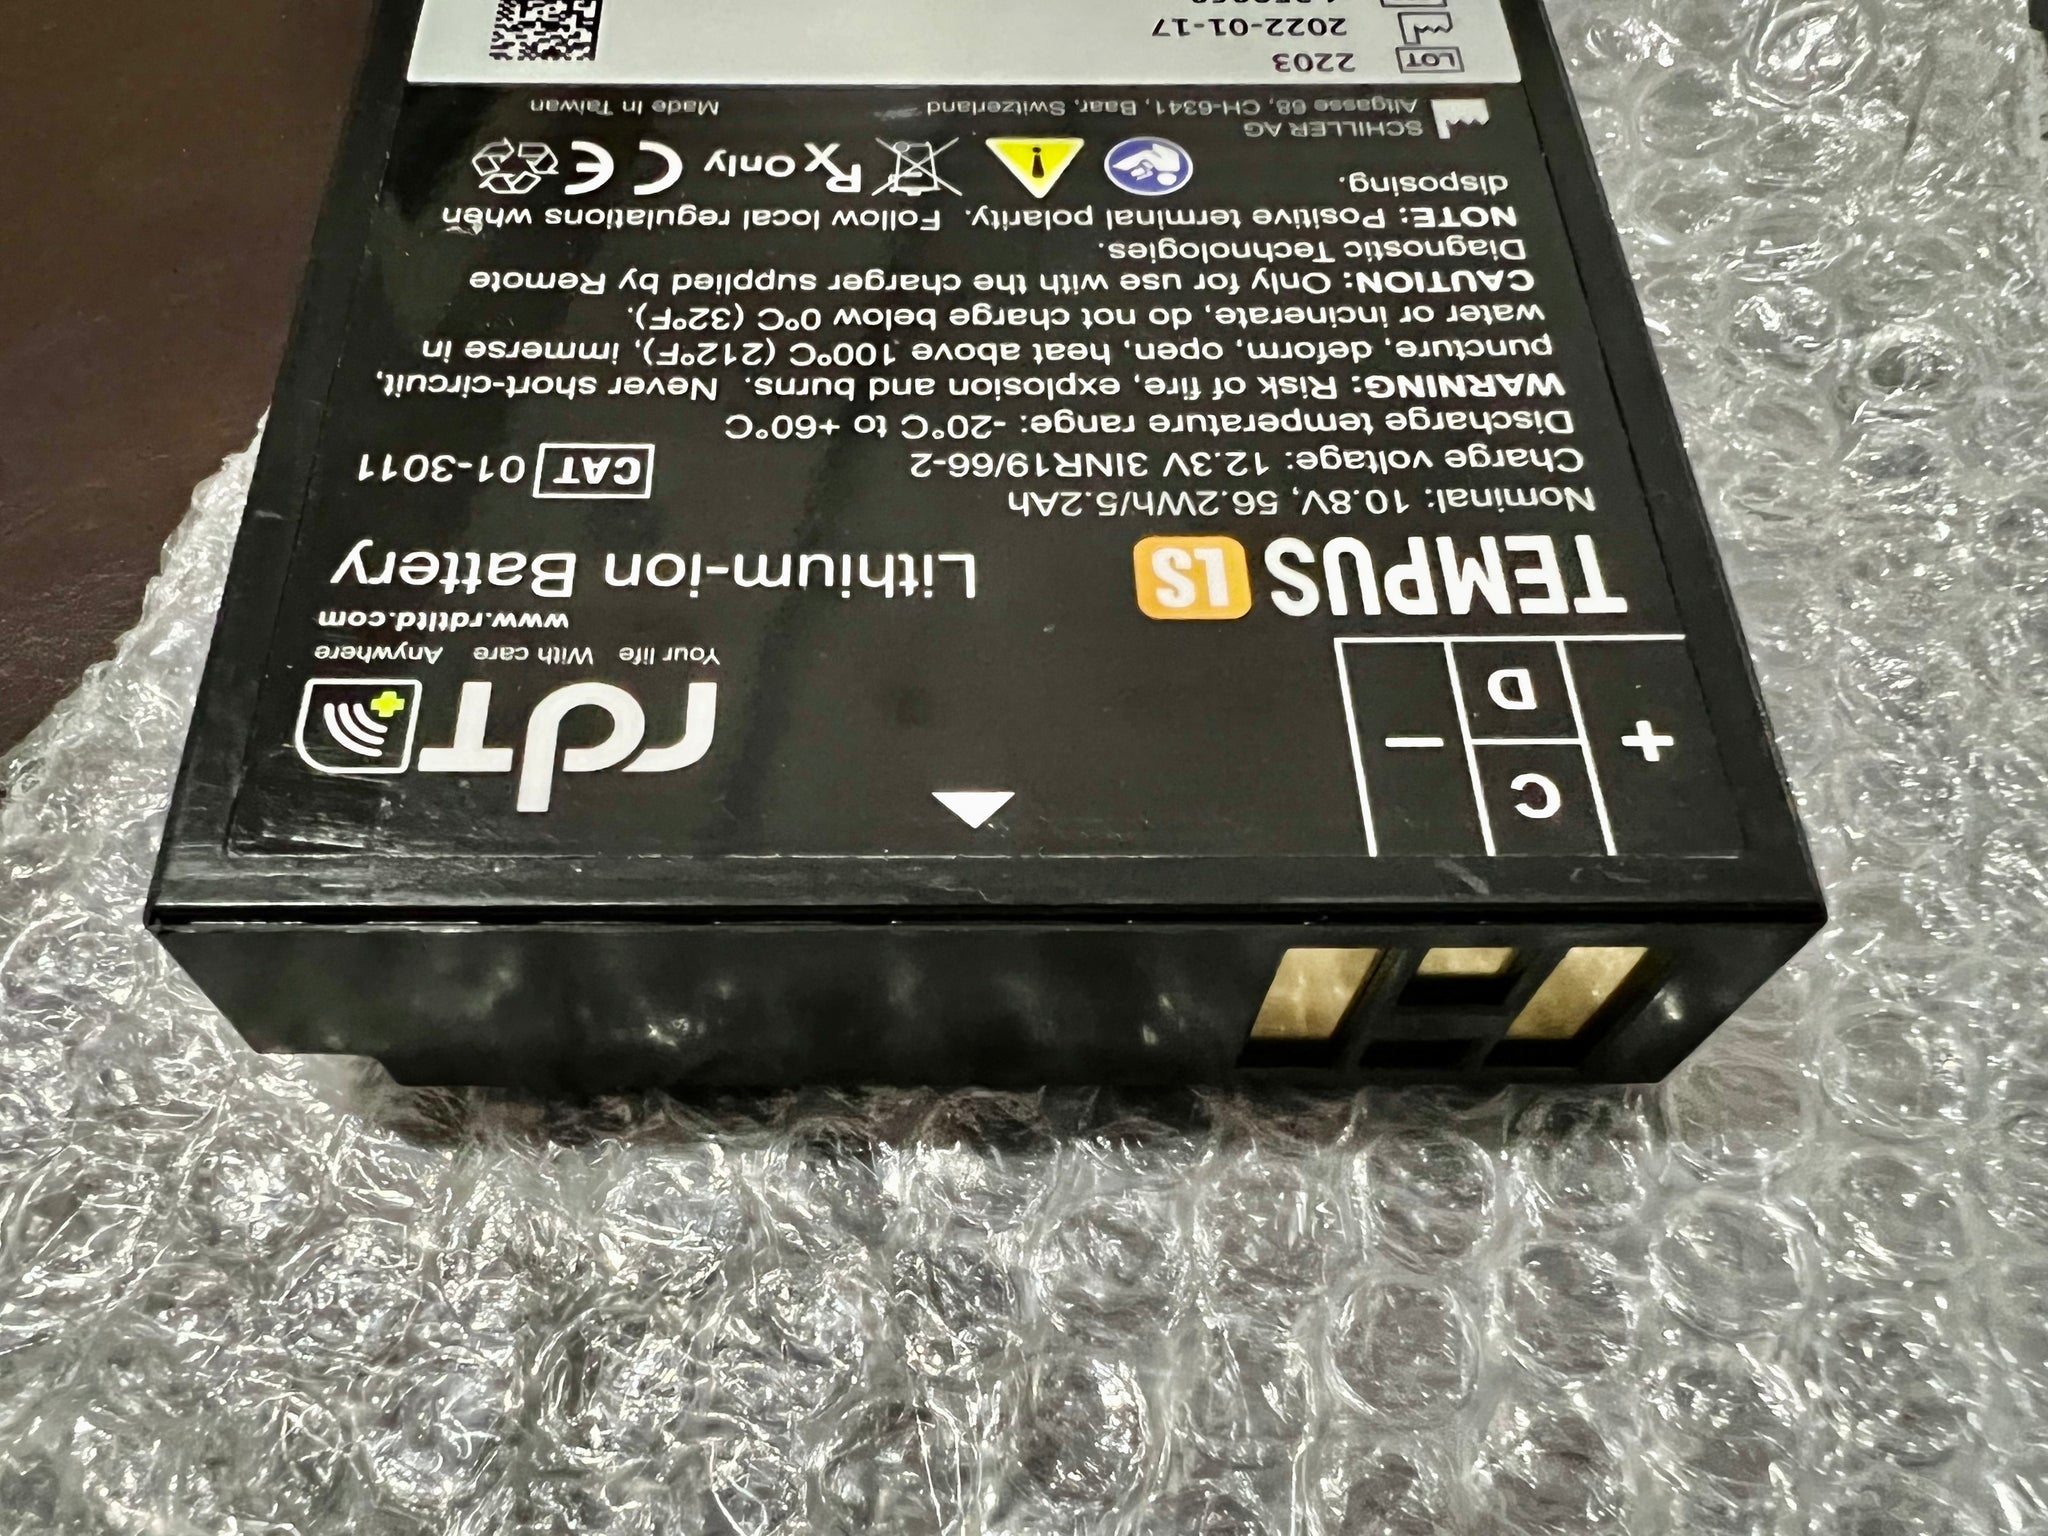 + C D -
rdT
Your life With care Anywhere
www.rdtltd.com
TEMPUS LS Lithium-ion Battery
Nominal: 10.8V, 56.2Wh/5.2Ah
Charge voltage: 12.3V 3INR19/66-2 CAT 01-3011
Discharge temperature range: -20°C to +60°C
WARNING: Risk of fire, explosion and burns. Never short-circuit,
puncture, deform, open, heat above 100°C (212°F), immerse in
water or incinerate, do not charge below 0°C (32°F).
CAUTION: Only for use with the charger supplied by Remote
Diagnostic Technologies.
NOTE: Positive terminal polarity. Follow local regulations when
disposing.
Rx Only CE
SCHILLER AG
Altgasse 68, CH-6341, Baar, Switzerland Made In Taiwan
LOT 2203
2022-01-17